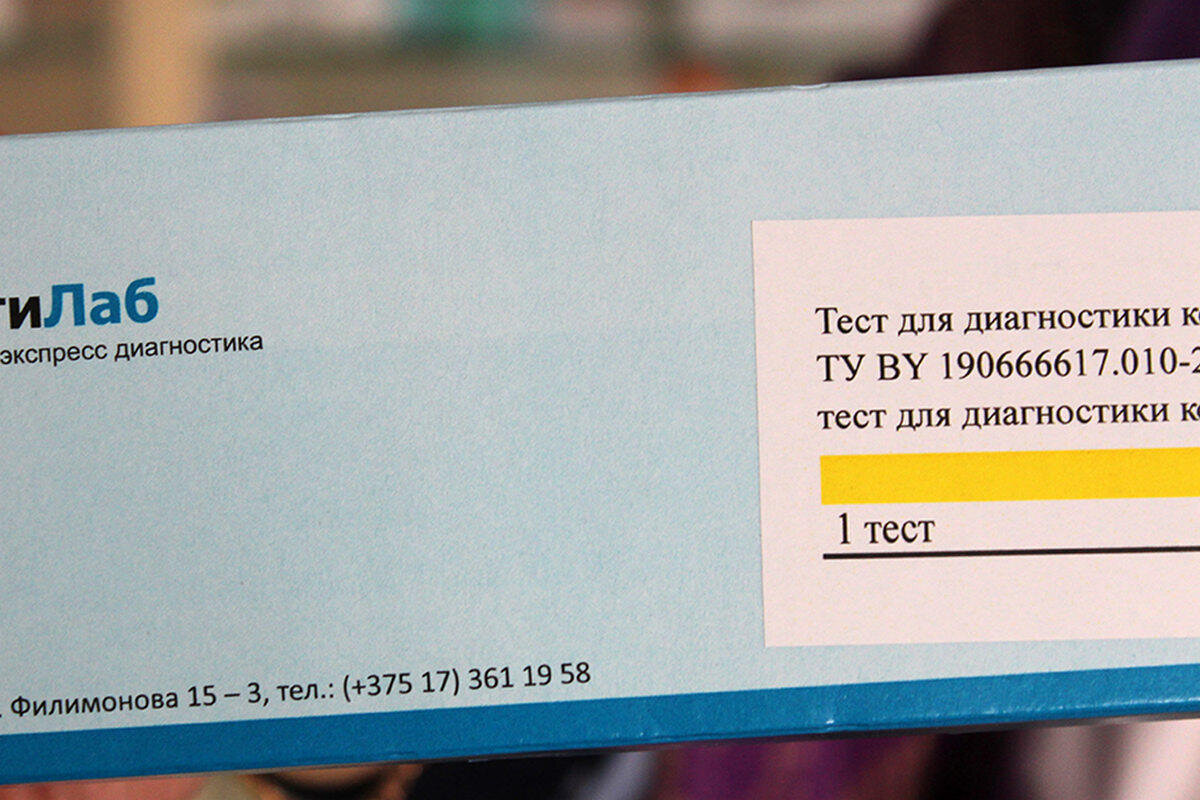 тиЛаб
экспресс диагностика
Тест для диагностики к
ТУ BY 190666617.010-2
тест для диагностики к
1 тест
Филимонова 15 – 3, тел.: (+375 17) 361 19 58